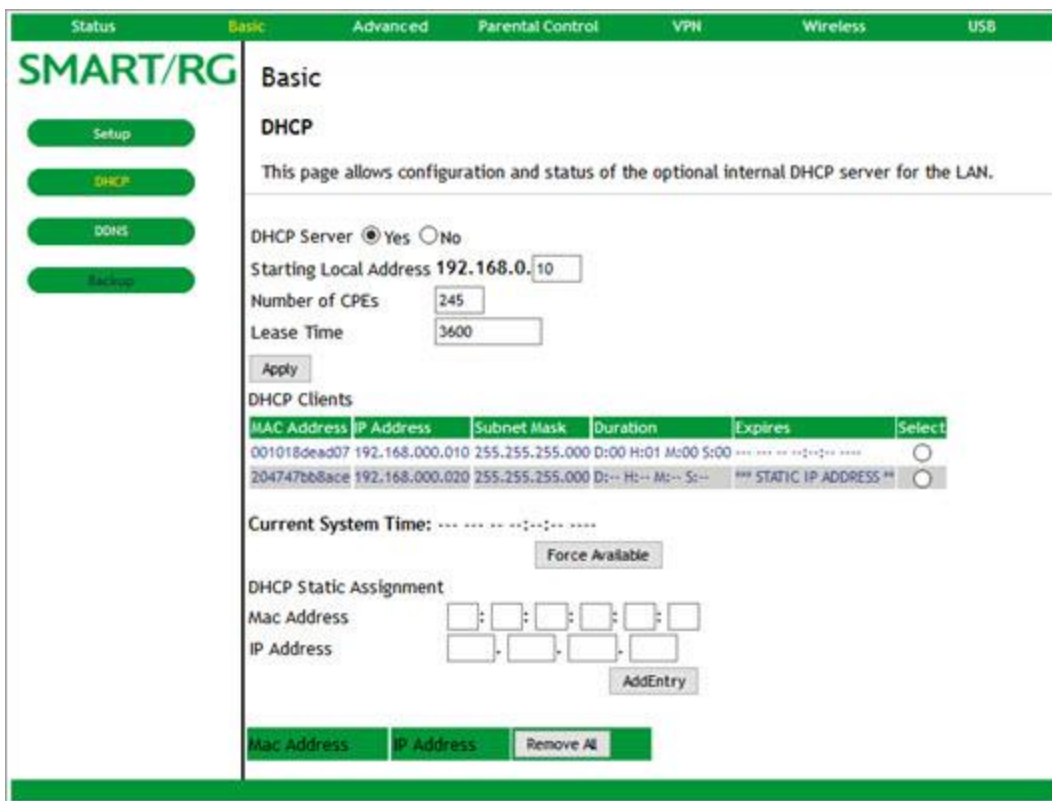 Status Basic Advanced Parental Control VPN Wireless USB
SMART/RG
Setup
DHCP
DDNS
Backup
Basic
DHCP
This page allows configuration and status of the optional internal DHCP server for the LAN.
DHCP Server Yes No
Starting Local Address 192.168.0. 10
Number of CPEs 245
Lease Time 3600
Apply
DHCP Clients
MAC Address IP Address Subnet Mask Duration Expires Select
001018dead07 192.168.000.010 255.255.255.000 D:00 H:01 M:00 S:00 --- --- -- --:--:-- ----
204747bb8ace 192.168.000.020 255.255.255.000 D:-- H:-- M:-- S:-- *** STATIC IP ADDRESS **
Current System Time: --- --- -- --:--:-- ----
Force Available
DHCP Static Assignment
Mac Address : : : : :
IP Address . . .
AddEntry
Mac Address IP Address Remove All